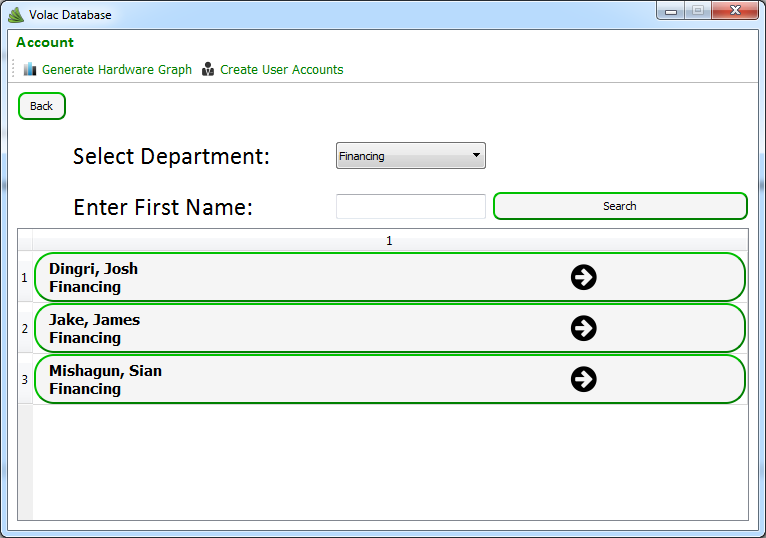 Volac Database
Account
Generate Hardware Graph Create User Accounts
Back
Select Department: Financing
Enter First Name: Search
1
1 Dingri, Josh
Financing
2 Jake, James
Financing
3 Mishagun, Sian
Financing